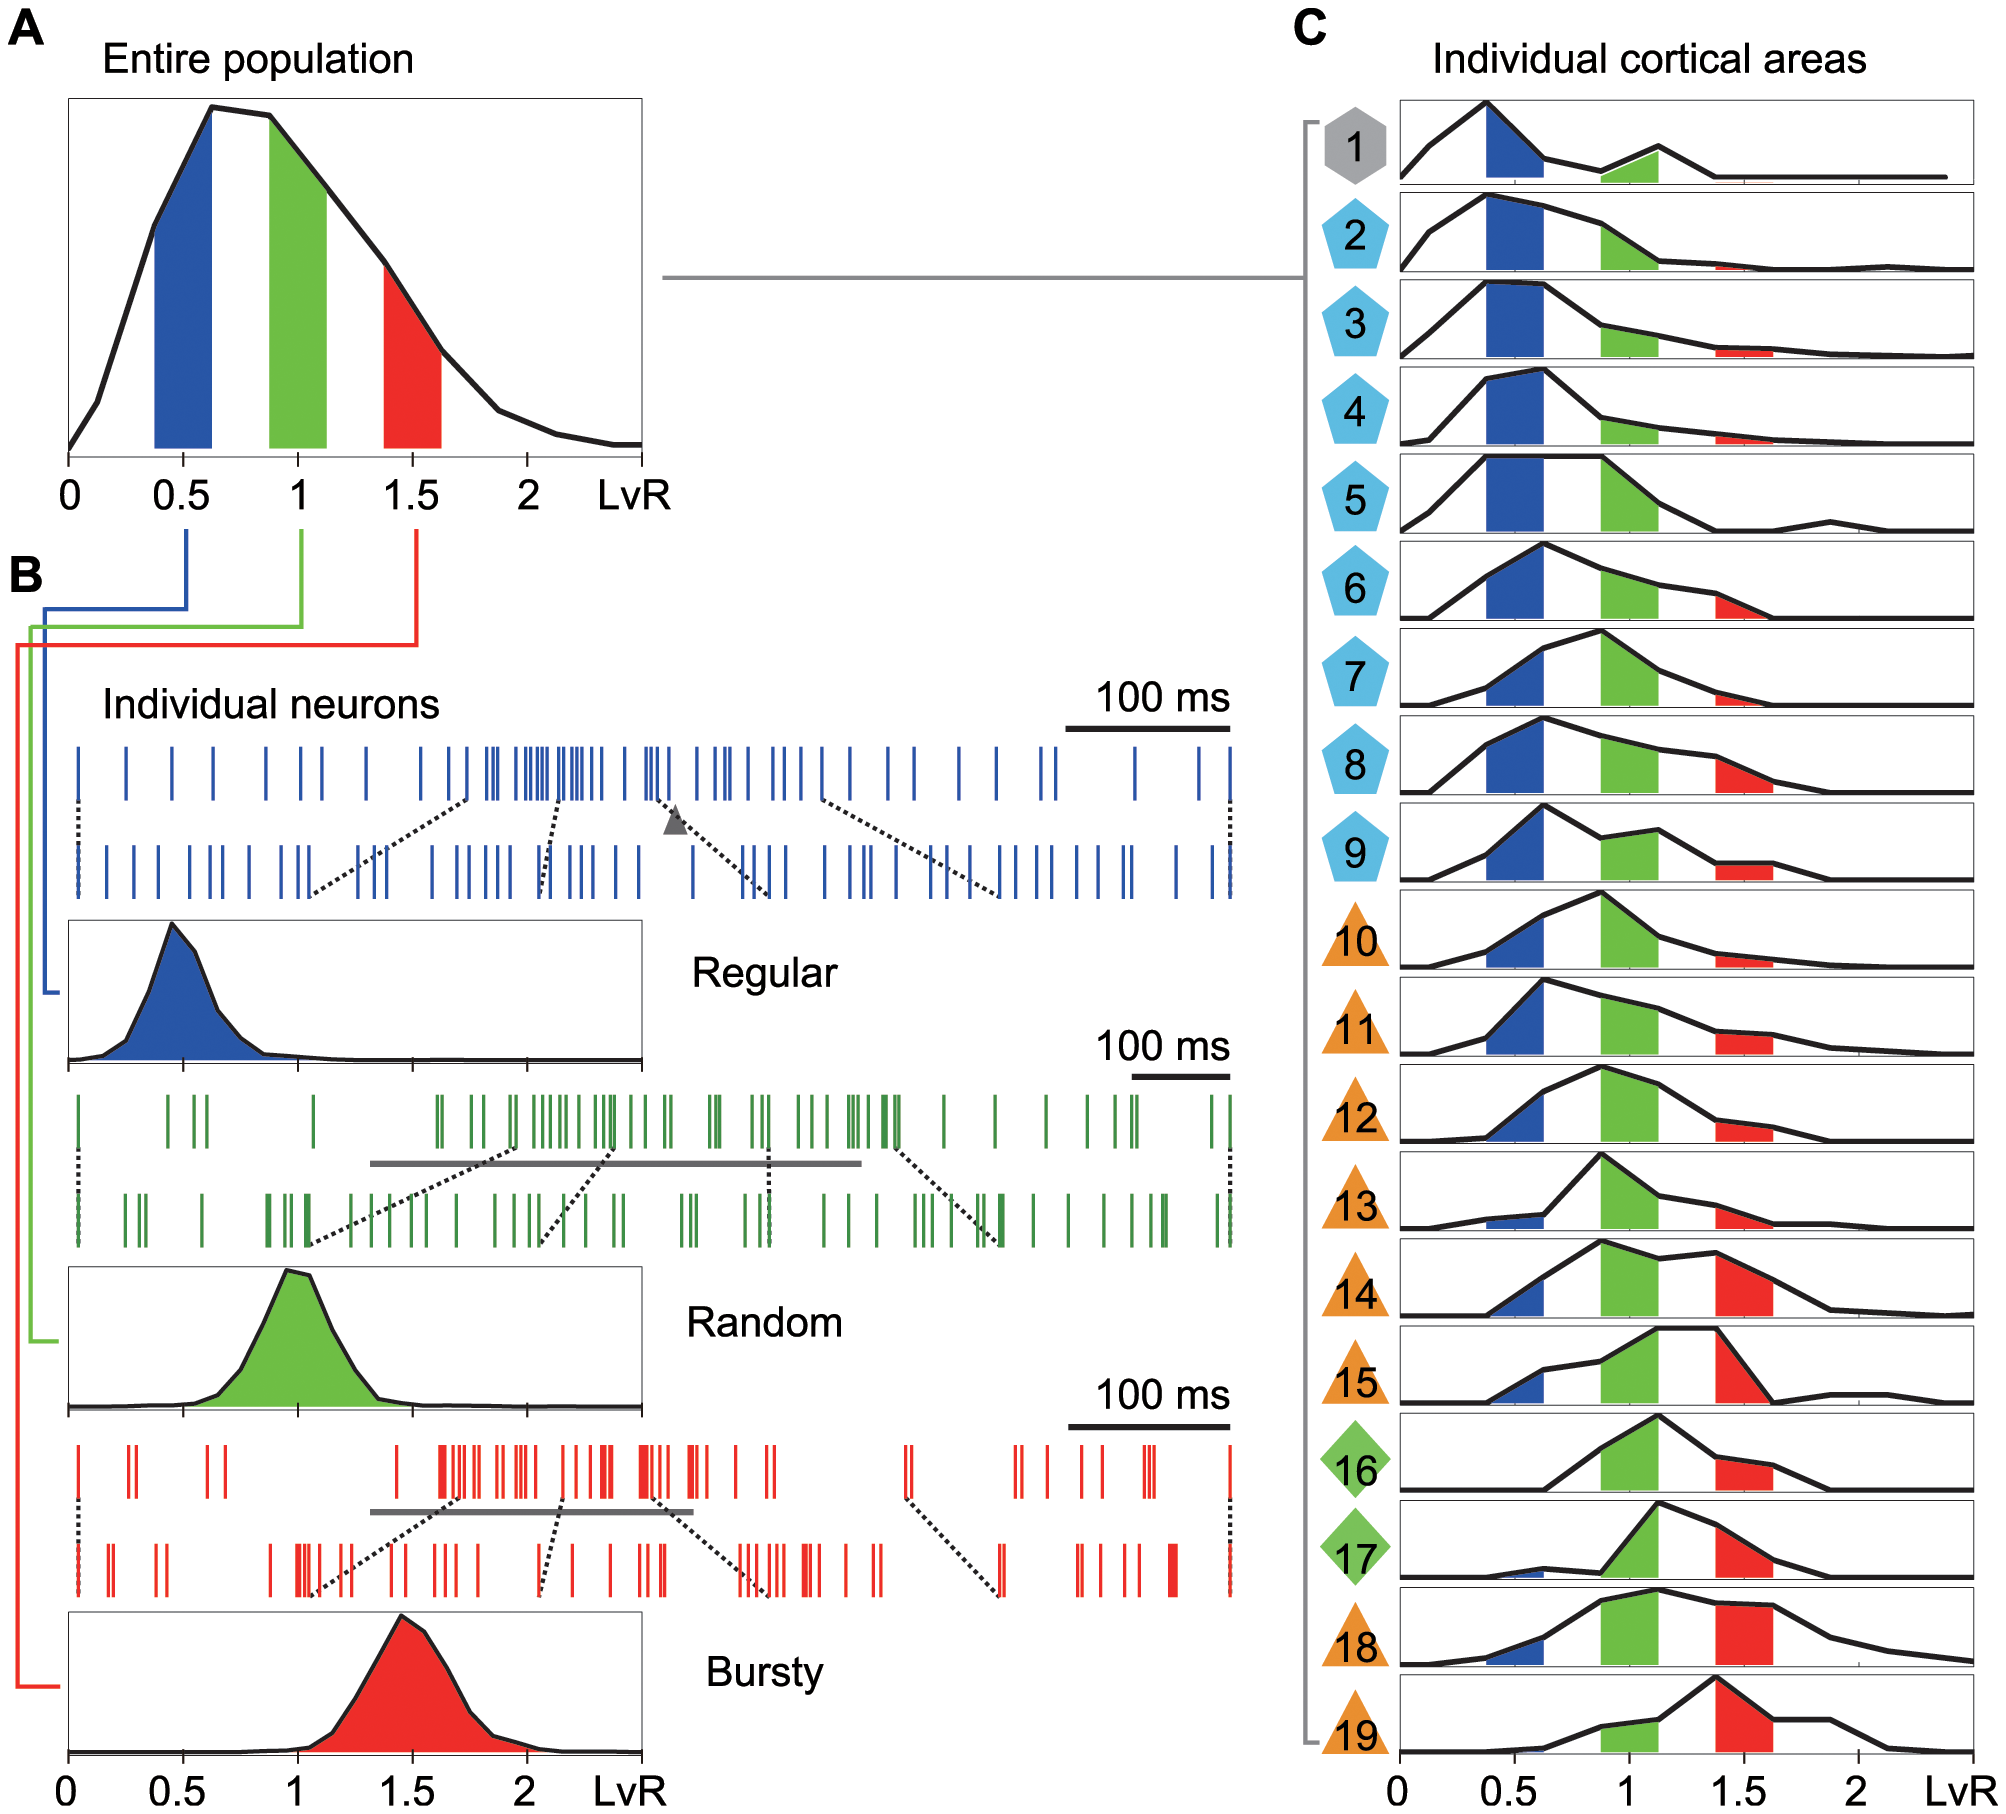 A
Entire population
0 0.5 1 1.5 2 LvR
B
Individual neurons
100 ms
Regular
100 ms
Random
100 ms
Bursty
0 0.5 1 1.5 2 LvR
C
Individual cortical areas
1
2
3
4
5
6
7
8
9
10
11
12
13
14
15
16
17
18
19
0 0.5 1 1.5 2 LvR